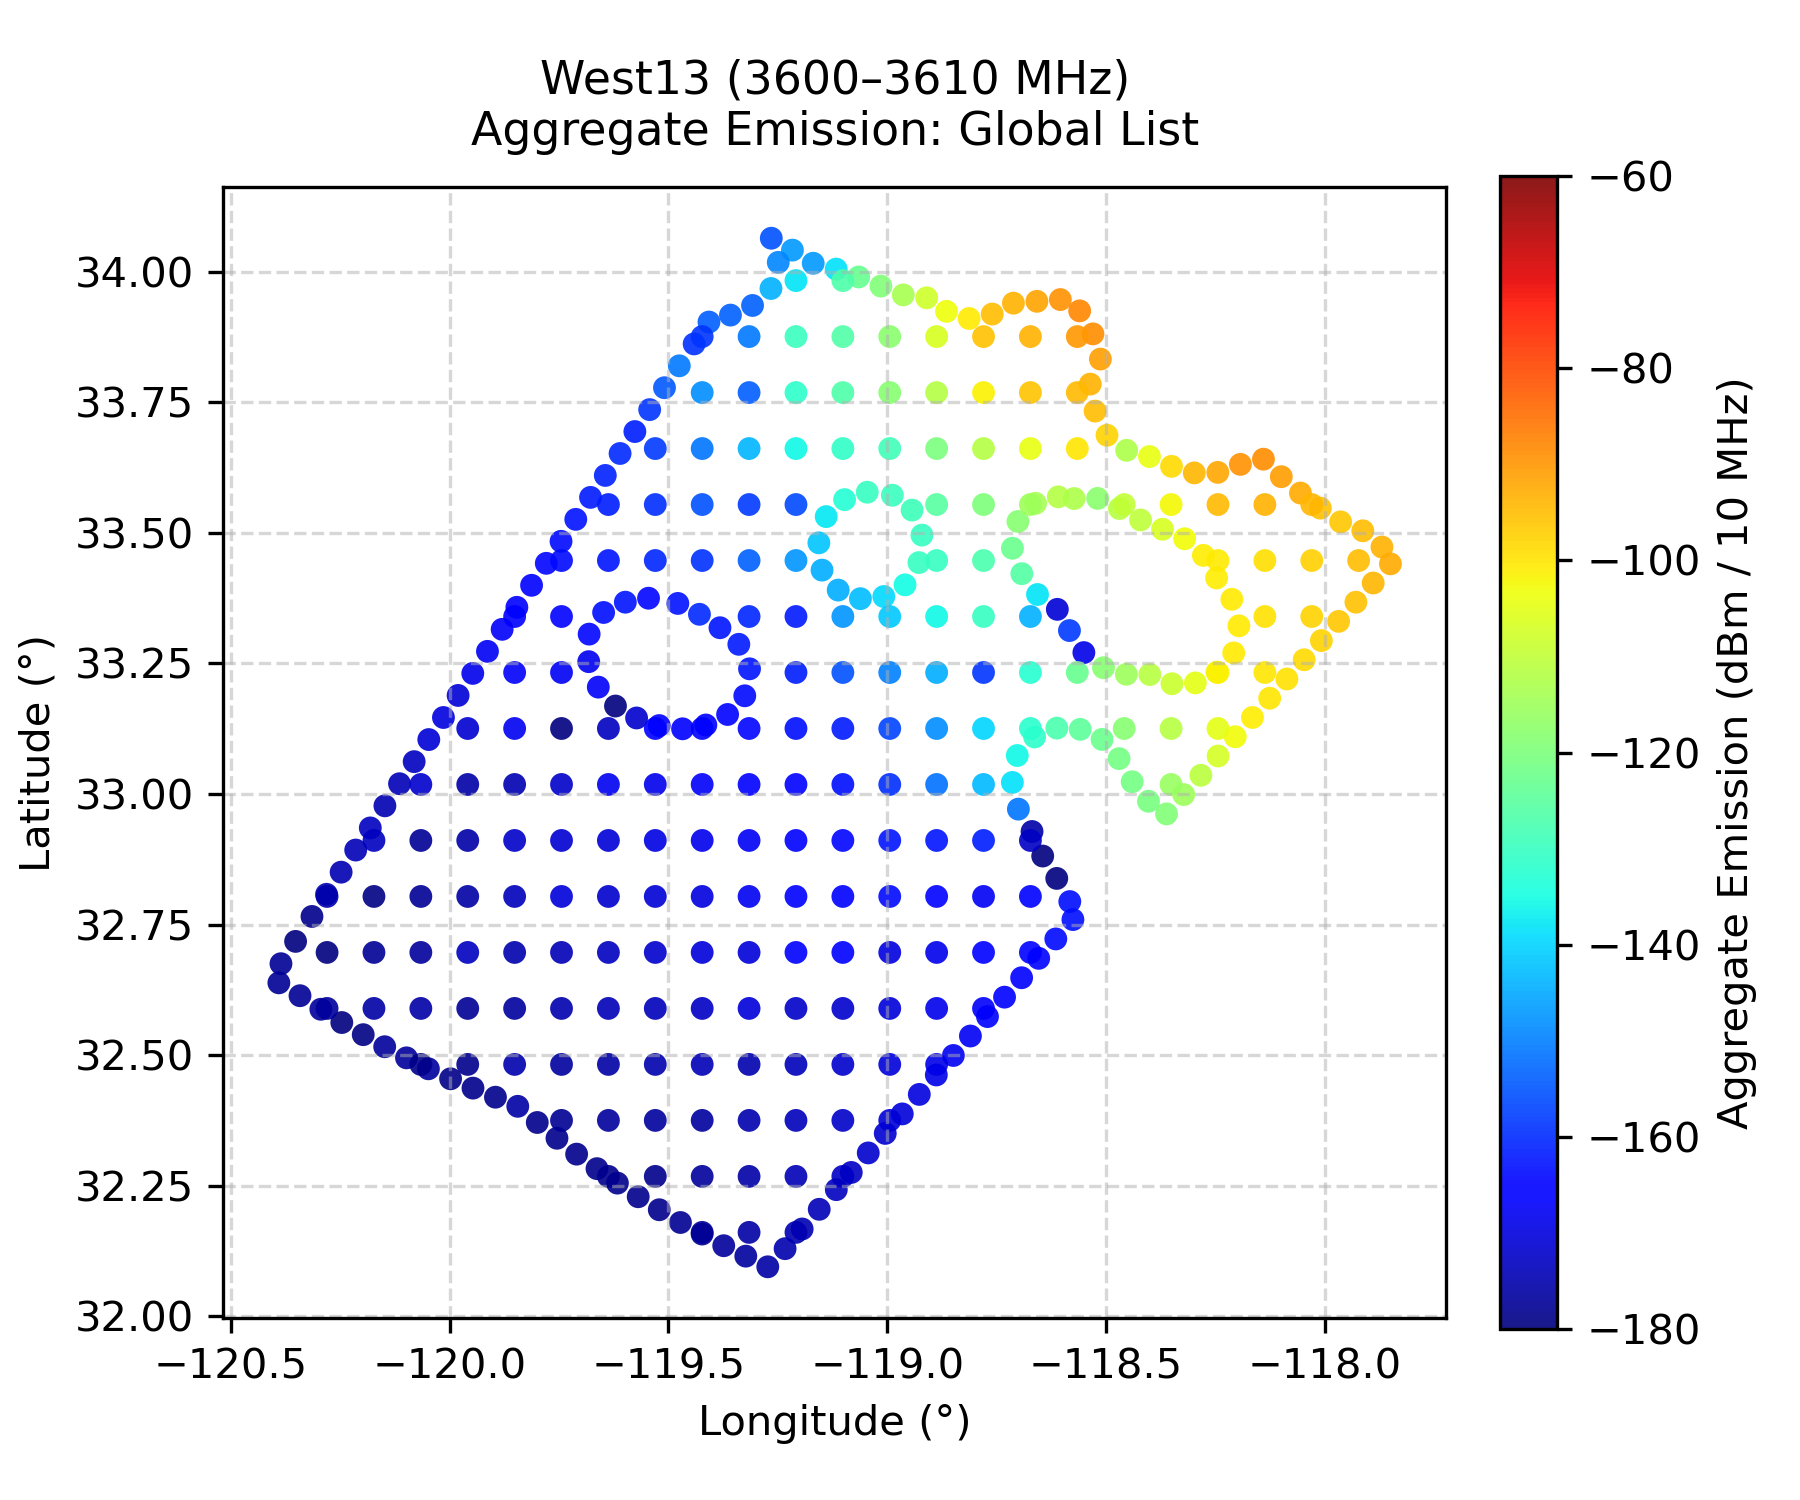 West13 (3600–3610 MHz)
Aggregate Emission: Global List
34.00
33.75
33.50
33.25
33.00
32.75
32.50
32.25
32.00
Latitude (°)
−120.5 −120.0 −119.5 −119.0 −118.5 −118.0
Longitude (°)
−60
−80
−100
−120
−140
−160
−180
Aggregate Emission (dBm / 10 MHz)